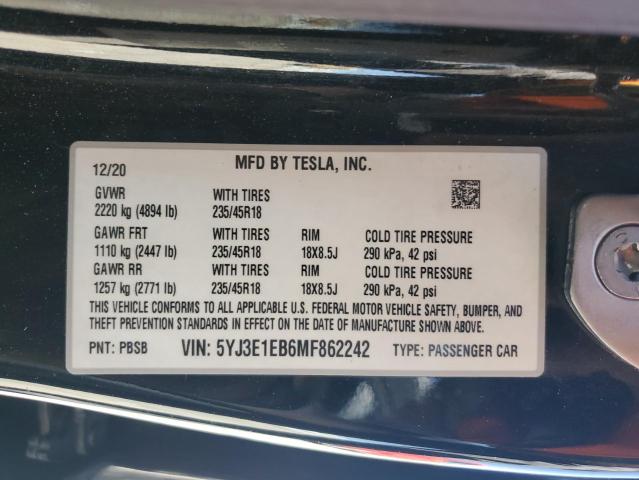 MFD BY TESLA, INC.
12/20
GVWR WITH TIRES
2220 kg (4894 lb) 235/45R18
GAWR FRT WITH TIRES RIM COLD TIRE PRESSURE
1110 kg (2447 lb) 235/45R18 18X8.5J 290 kPa, 42 psi
GAWR RR WITH TIRES RIM COLD TIRE PRESSURE
1257 kg (2771 lb) 235/45R18 18X8.5J 290 kPa, 42 psi
THIS VEHICLE CONFORMS TO ALL APPLICABLE U.S. FEDERAL MOTOR VEHICLE SAFETY, BUMPER, AND
THEFT PREVENTION STANDARDS IN EFFECT ON THE DATE OF MANUFACTURE SHOWN ABOVE.
PNT: PBSB VIN: 5YJ3E1EB6MF862242 TYPE: PASSENGER CAR